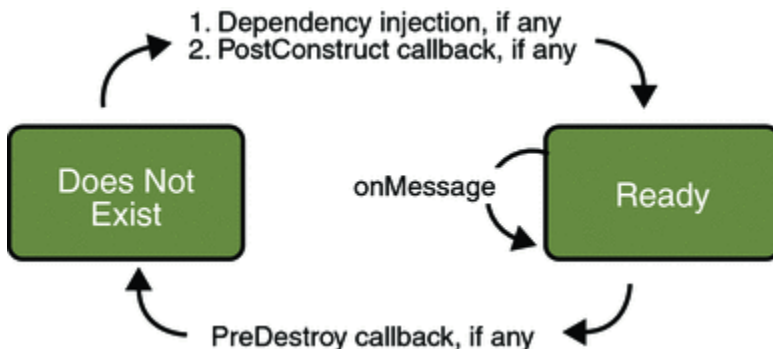 1. Dependency injection, if any
2. PostConstruct callback, if any
Does Not
Exist
onMessage
Ready
PreDestroy callback, if any